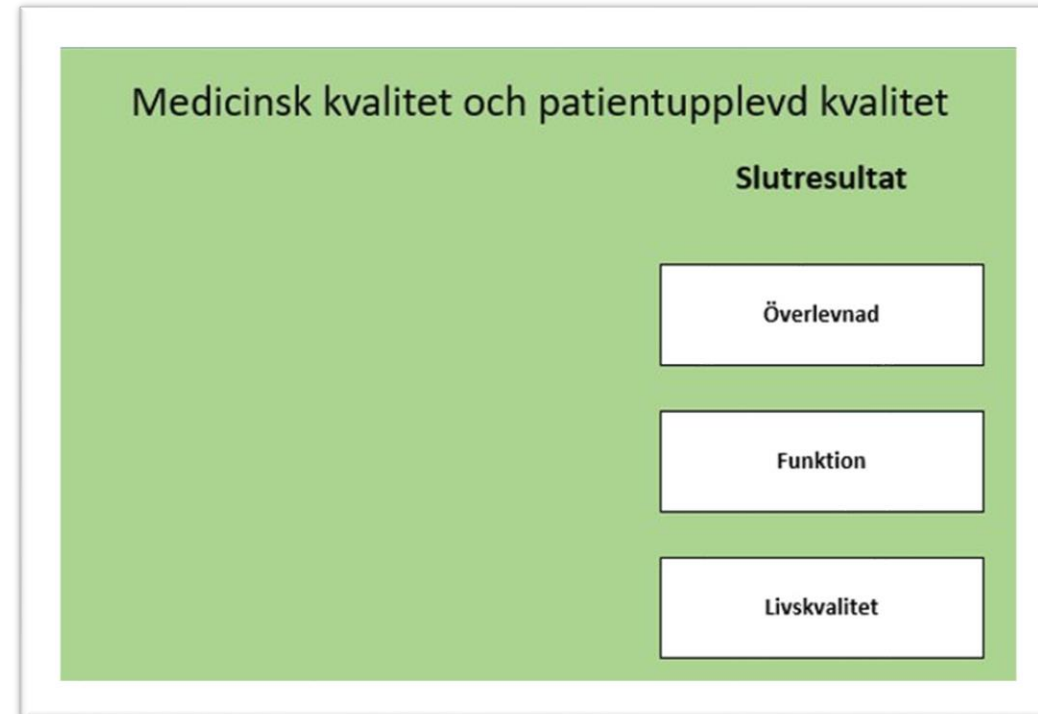 Medicinsk kvalitet och patientupplevd kvalitet
Slutresultat
Överlevnad
Funktion
Livskvalitet